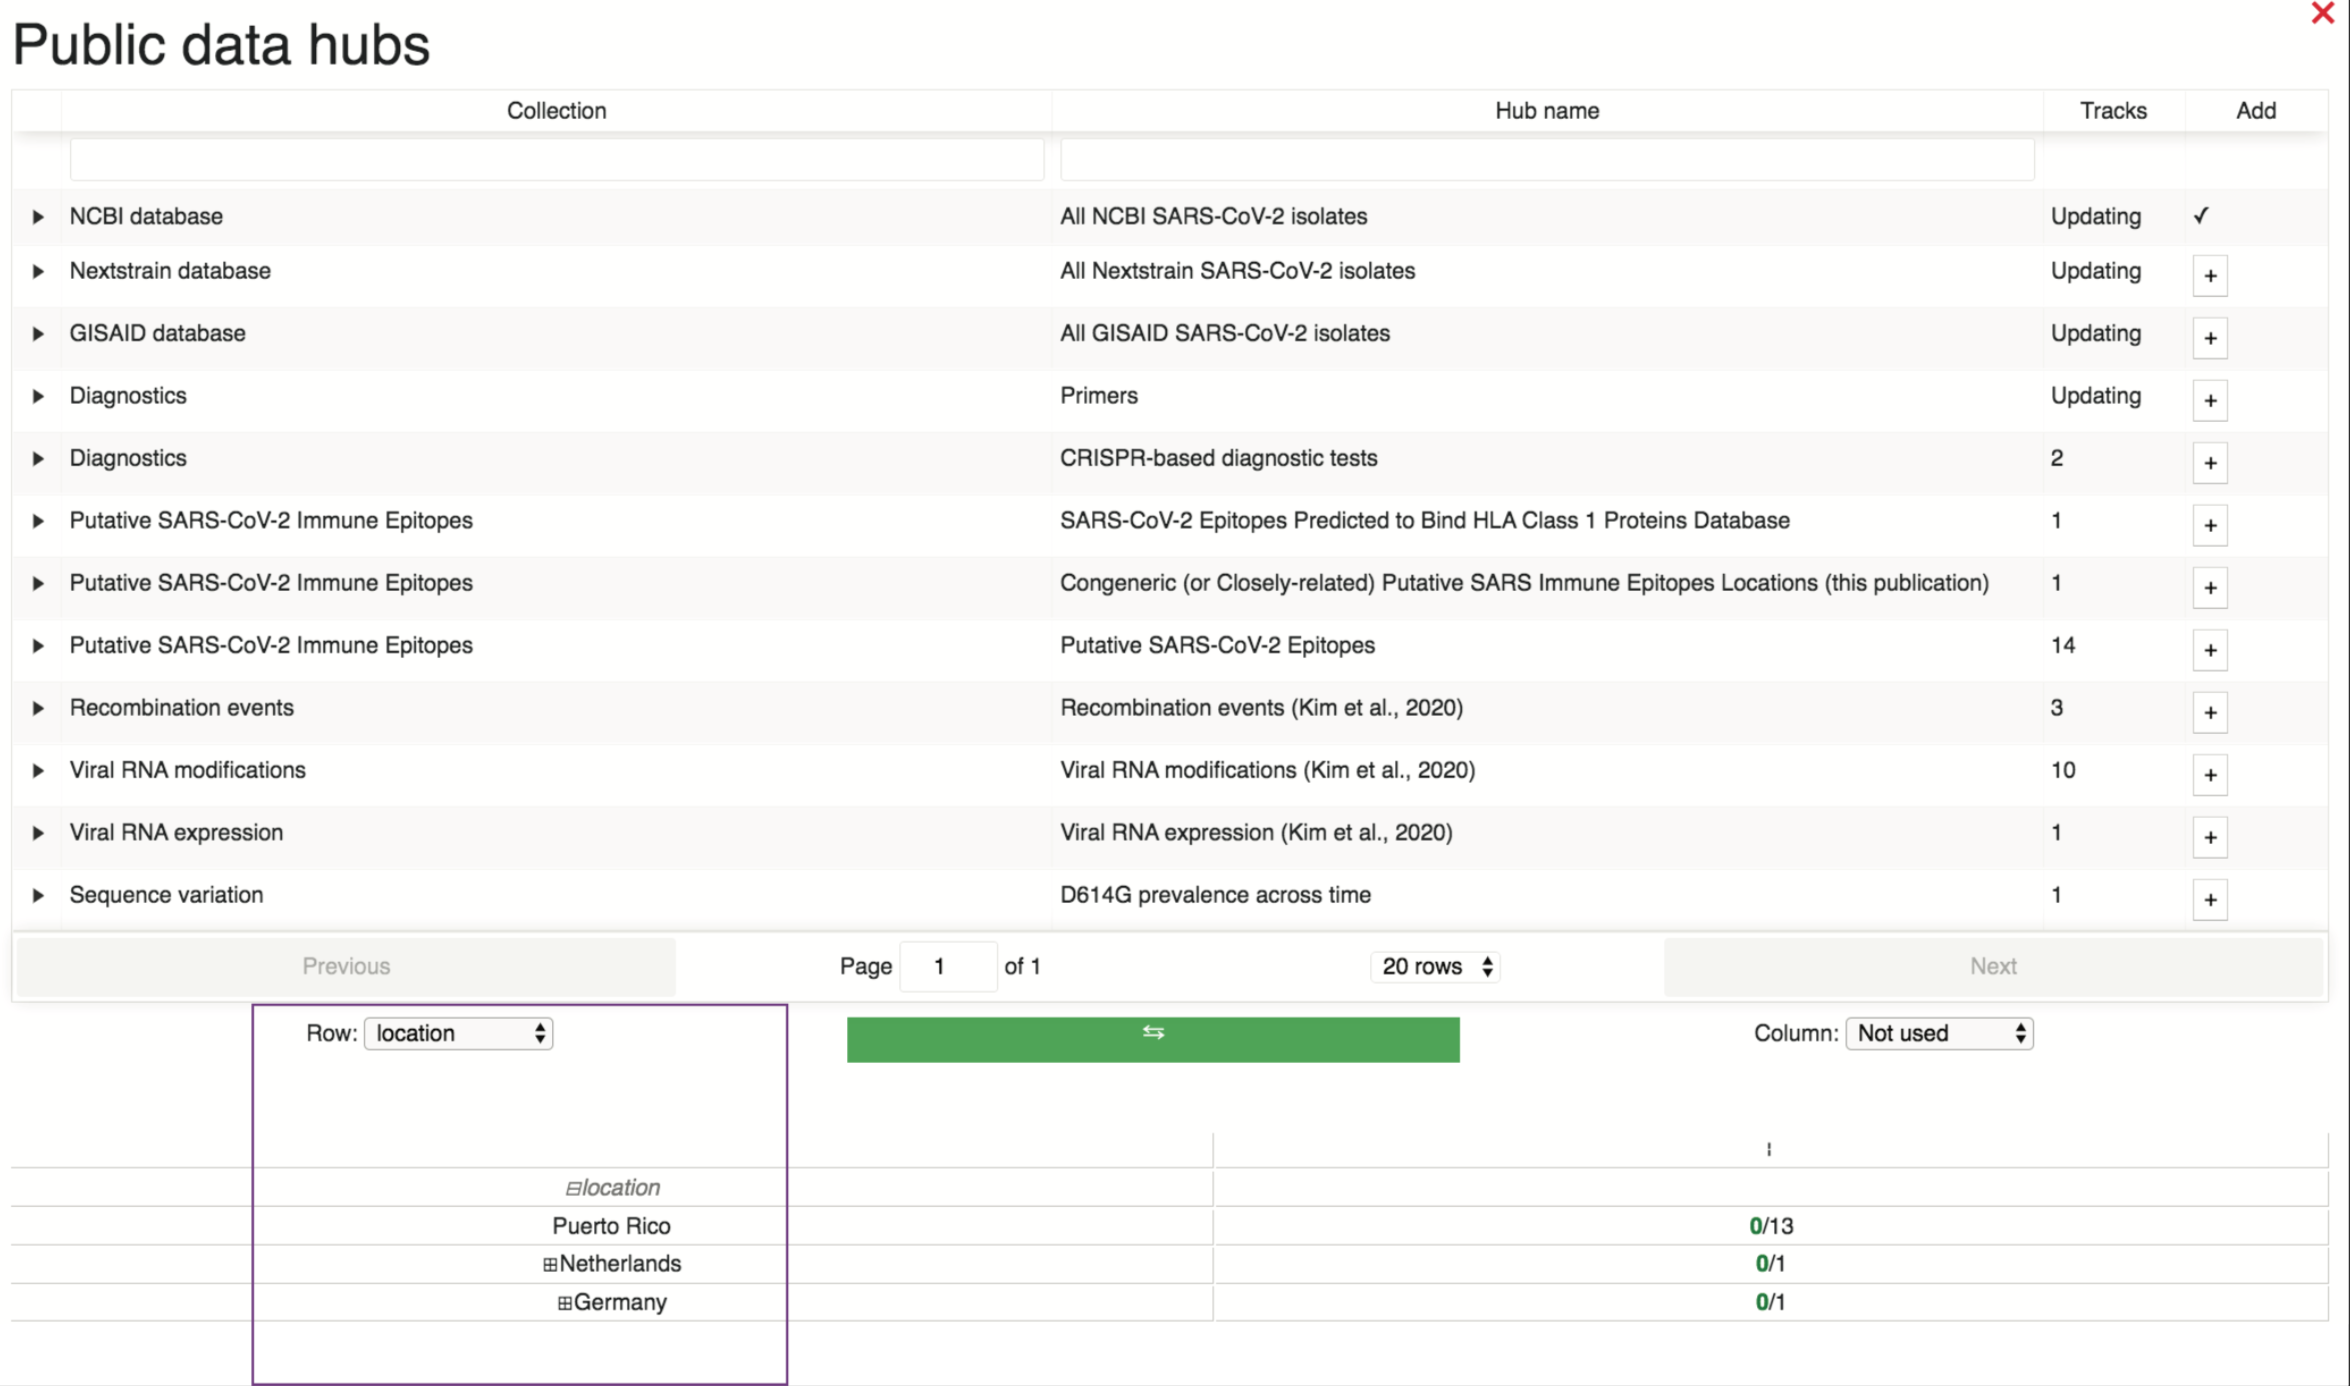 Public data hubs
Collection Hub name Tracks Add
NCBI database All NCBI SARS-CoV-2 isolates Updating ✓
Nextstrain database All Nextstrain SARS-CoV-2 isolates Updating +
GISAID database All GISAID SARS-CoV-2 isolates Updating +
Diagnostics Primers Updating +
Diagnostics CRISPR-based diagnostic tests 2 +
Putative SARS-CoV-2 Immune Epitopes SARS-CoV-2 Epitopes Predicted to Bind HLA Class 1 Proteins Database 1 +
Putative SARS-CoV-2 Immune Epitopes Congeneric (or Closely-related) Putative SARS Immune Epitopes Locations (this publication) 1 +
Putative SARS-CoV-2 Immune Epitopes Putative SARS-CoV-2 Epitopes 14 +
Recombination events Recombination events (Kim et al., 2020) 3 +
Viral RNA modifications Viral RNA modifications (Kim et al., 2020) 10 +
Viral RNA expression Viral RNA expression (Kim et al., 2020) 1 +
Sequence variation D614G prevalence across time 1 +
Previous Page 1 of 1 20 rows Next
Row: location ⇆ Column: Not used
⊟location
Puerto Rico 0/13
⊞Netherlands 0/1
⊞Germany 0/1